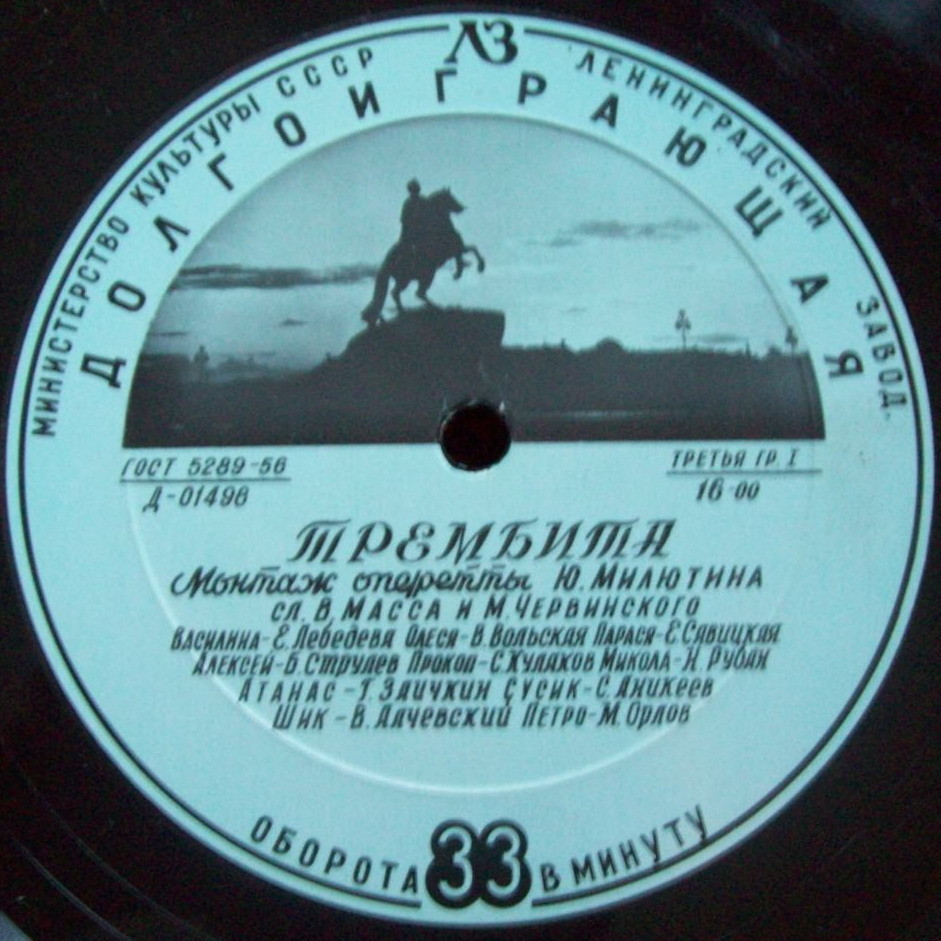 МИНИСТЕРСТВО КУЛЬТУРЫ СССР ЛЗ ЛЕНИНГРАДСКИЙ ЗАВОД.
ДОЛГОИГРАЮЩАЯ
ГОСТ 5289-56
Д-01496
ТРЕТЬЯ ГР. I
16-00
ТРЕМБИТА
Монтаж оперетты Ю. МИЛЮТИНА
СЛ. В. МАССА И М. ЧЕРВИНСКОГО
ВАСИЛИНА-Е. ЛЕБЕДЕВА ОЛЕСЯ-В. ВОЛЬСКАЯ ПАРАСЯ-Е. САВИЦКАЯ
АЛЕКСЕЙ-Б. СТРУЛЕВ ПРОКОП-С. ХУЛАХОВ МИКОЛА-Н. РУБАН
АТАНАС-Т. ЗДИЧКИН СУСИК-С. АНИКЕЕВ
ШИК-В. АЛЧЕВСКИЙ ПЕТРО-М. ОРЛОВ
ОБОРОТА 33 В МИНУТУ